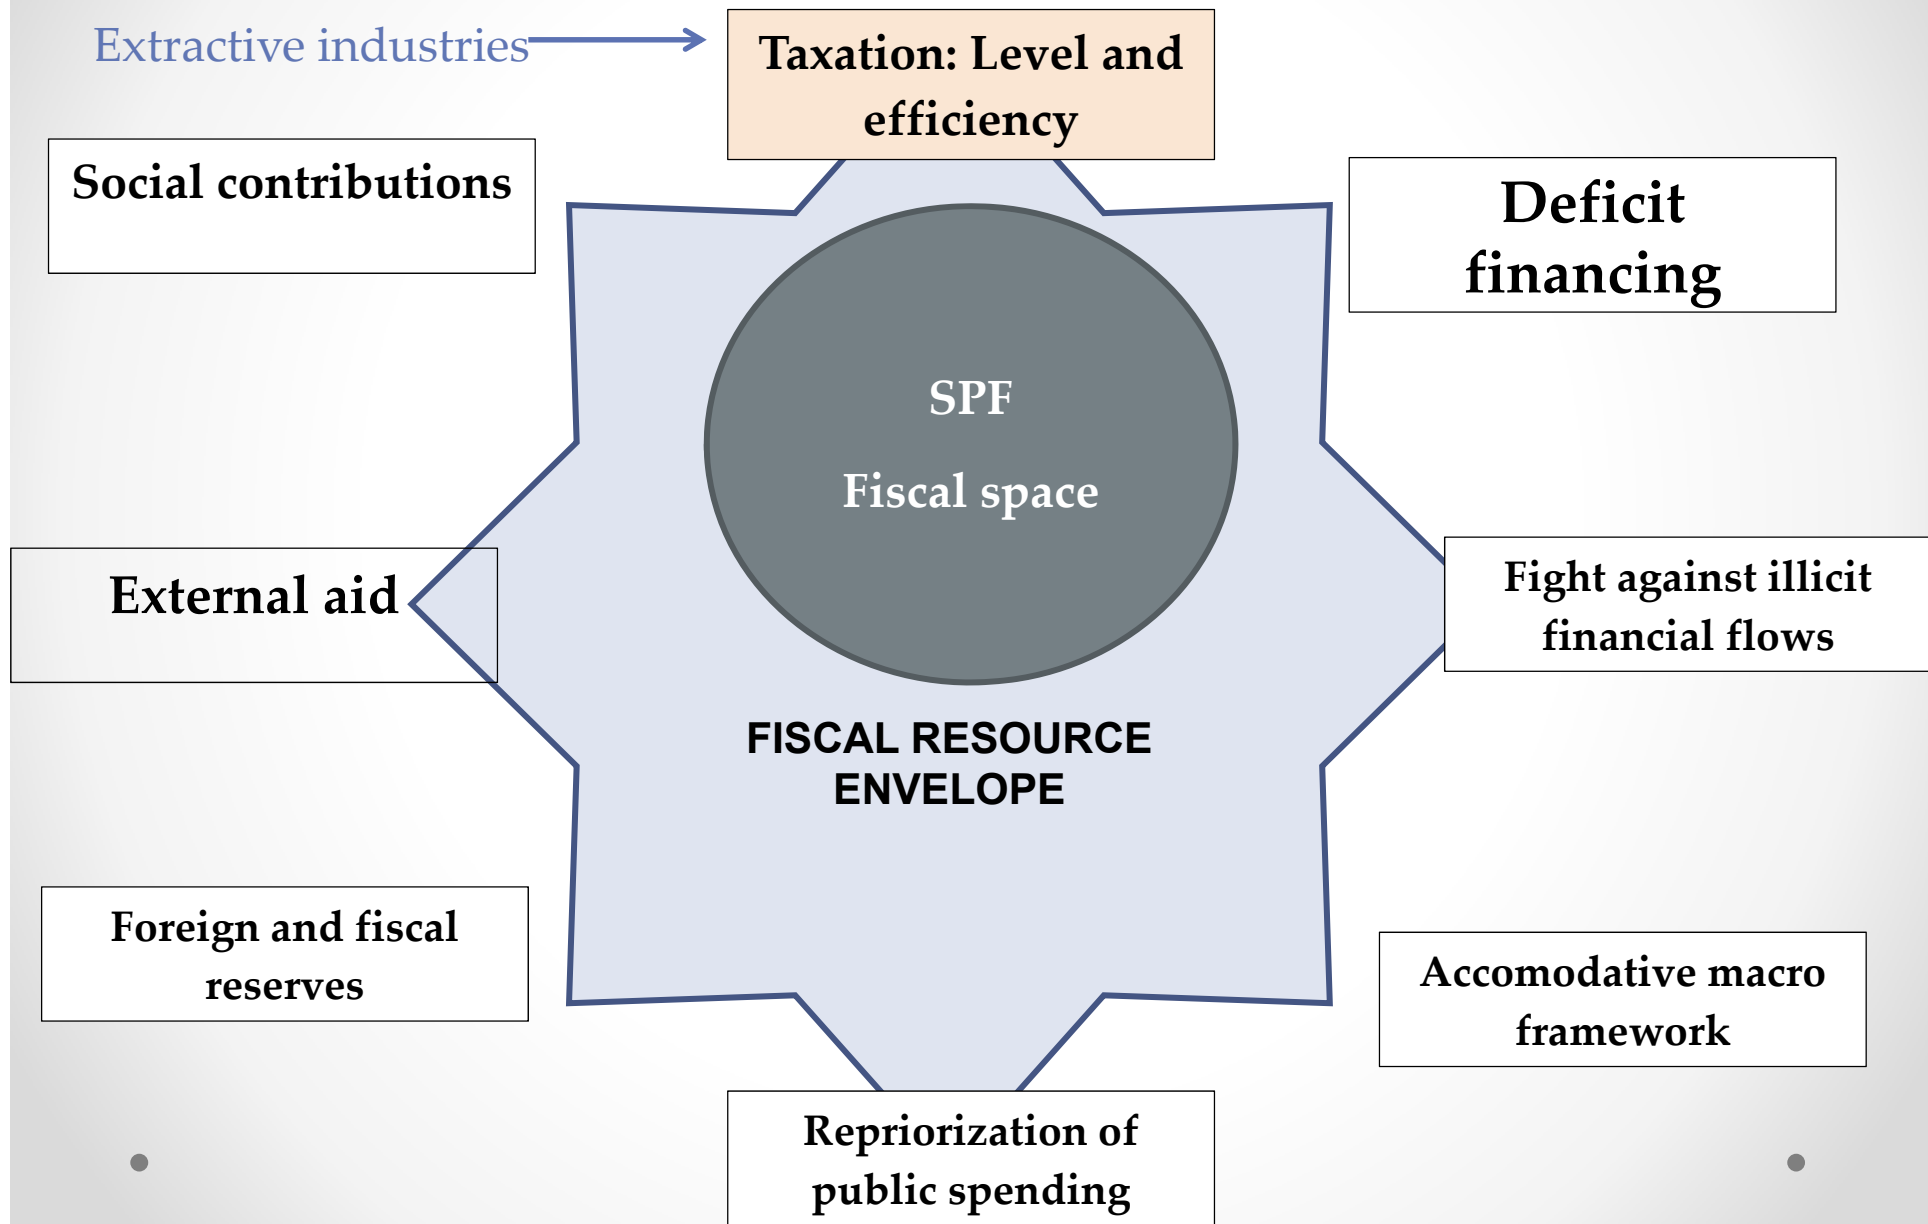 Extractive industries
Taxation: Level and
efficiency
Social contributions
Deficit
financing
SPF
Fiscal space
External aid
Fight against illicit
financial flows
FISCAL RESOURCE
ENVELOPE
Foreign and fiscal
reserves
Accomodative macro
framework
Repriorization of
public spending